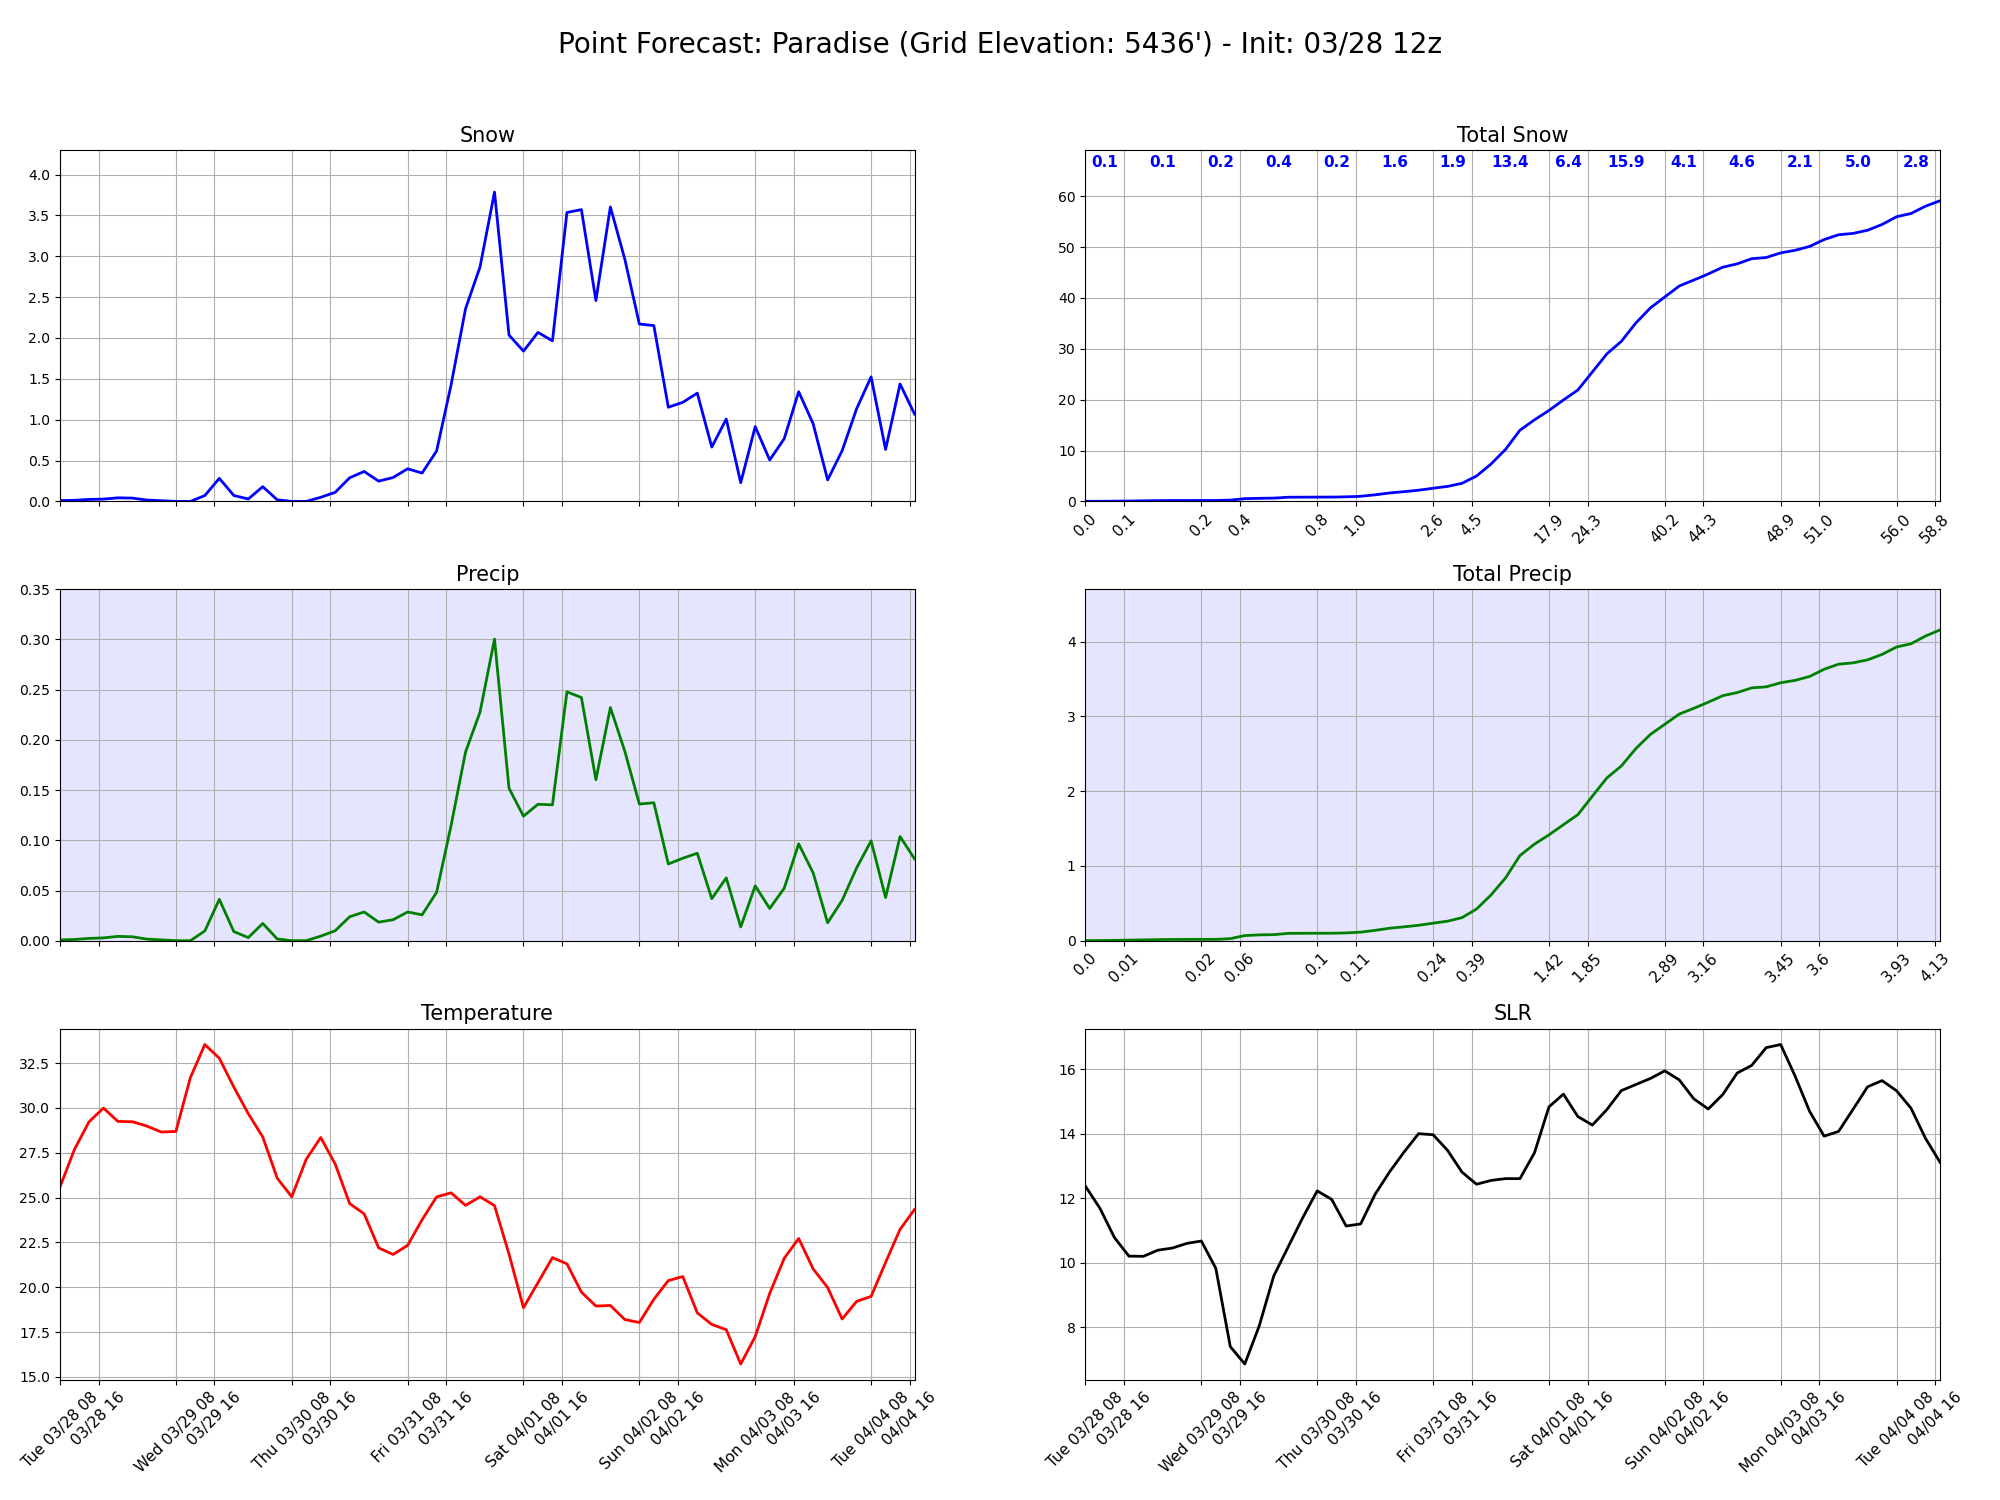 Point Forecast: Paradise (Grid Elevation: 5436') - Init: 03/28 12z
Snow
4.0
3.5
3.0
2.5
2.0
1.5
1.0
0.5
0.0
Total Snow
0.1 0.1 0.2 0.4 0.2 1.6 1.9 13.4 6.4 15.9 4.1 4.6 2.1 5.0 2.8
60
50
40
30
20
10
0
0.0 0.1 0.2 0.4 0.8 1.0 2.6 4.5 17.9 24.3 40.2 44.3 48.9 51.0 56.0 58.8
Precip
0.35
0.30
0.25
0.20
0.15
0.10
0.05
0.00
Total Precip
4
3
2
1
0
0.0 0.01 0.02 0.06 0.1 0.11 0.24 0.39 1.42 1.85 2.89 3.16 3.45 3.6 3.93 4.13
Temperature
32.5
30.0
27.5
25.0
22.5
20.0
17.5
15.0
Tue 03/28 08
03/28 16
Wed 03/29 08
03/29 16
Thu 03/30 08
03/30 16
Fri 03/31 08
03/31 16
Sat 04/01 08
04/01 16
Sun 04/02 08
04/02 16
Mon 04/03 08
04/03 16
Tue 04/04 08
04/04 16
SLR
16
14
12
10
8
Tue 03/28 08
03/28 16
Wed 03/29 08
03/29 16
Thu 03/30 08
03/30 16
Fri 03/31 08
03/31 16
Sat 04/01 08
04/01 16
Sun 04/02 08
04/02 16
Mon 04/03 08
04/03 16
Tue 04/04 08
04/04 16